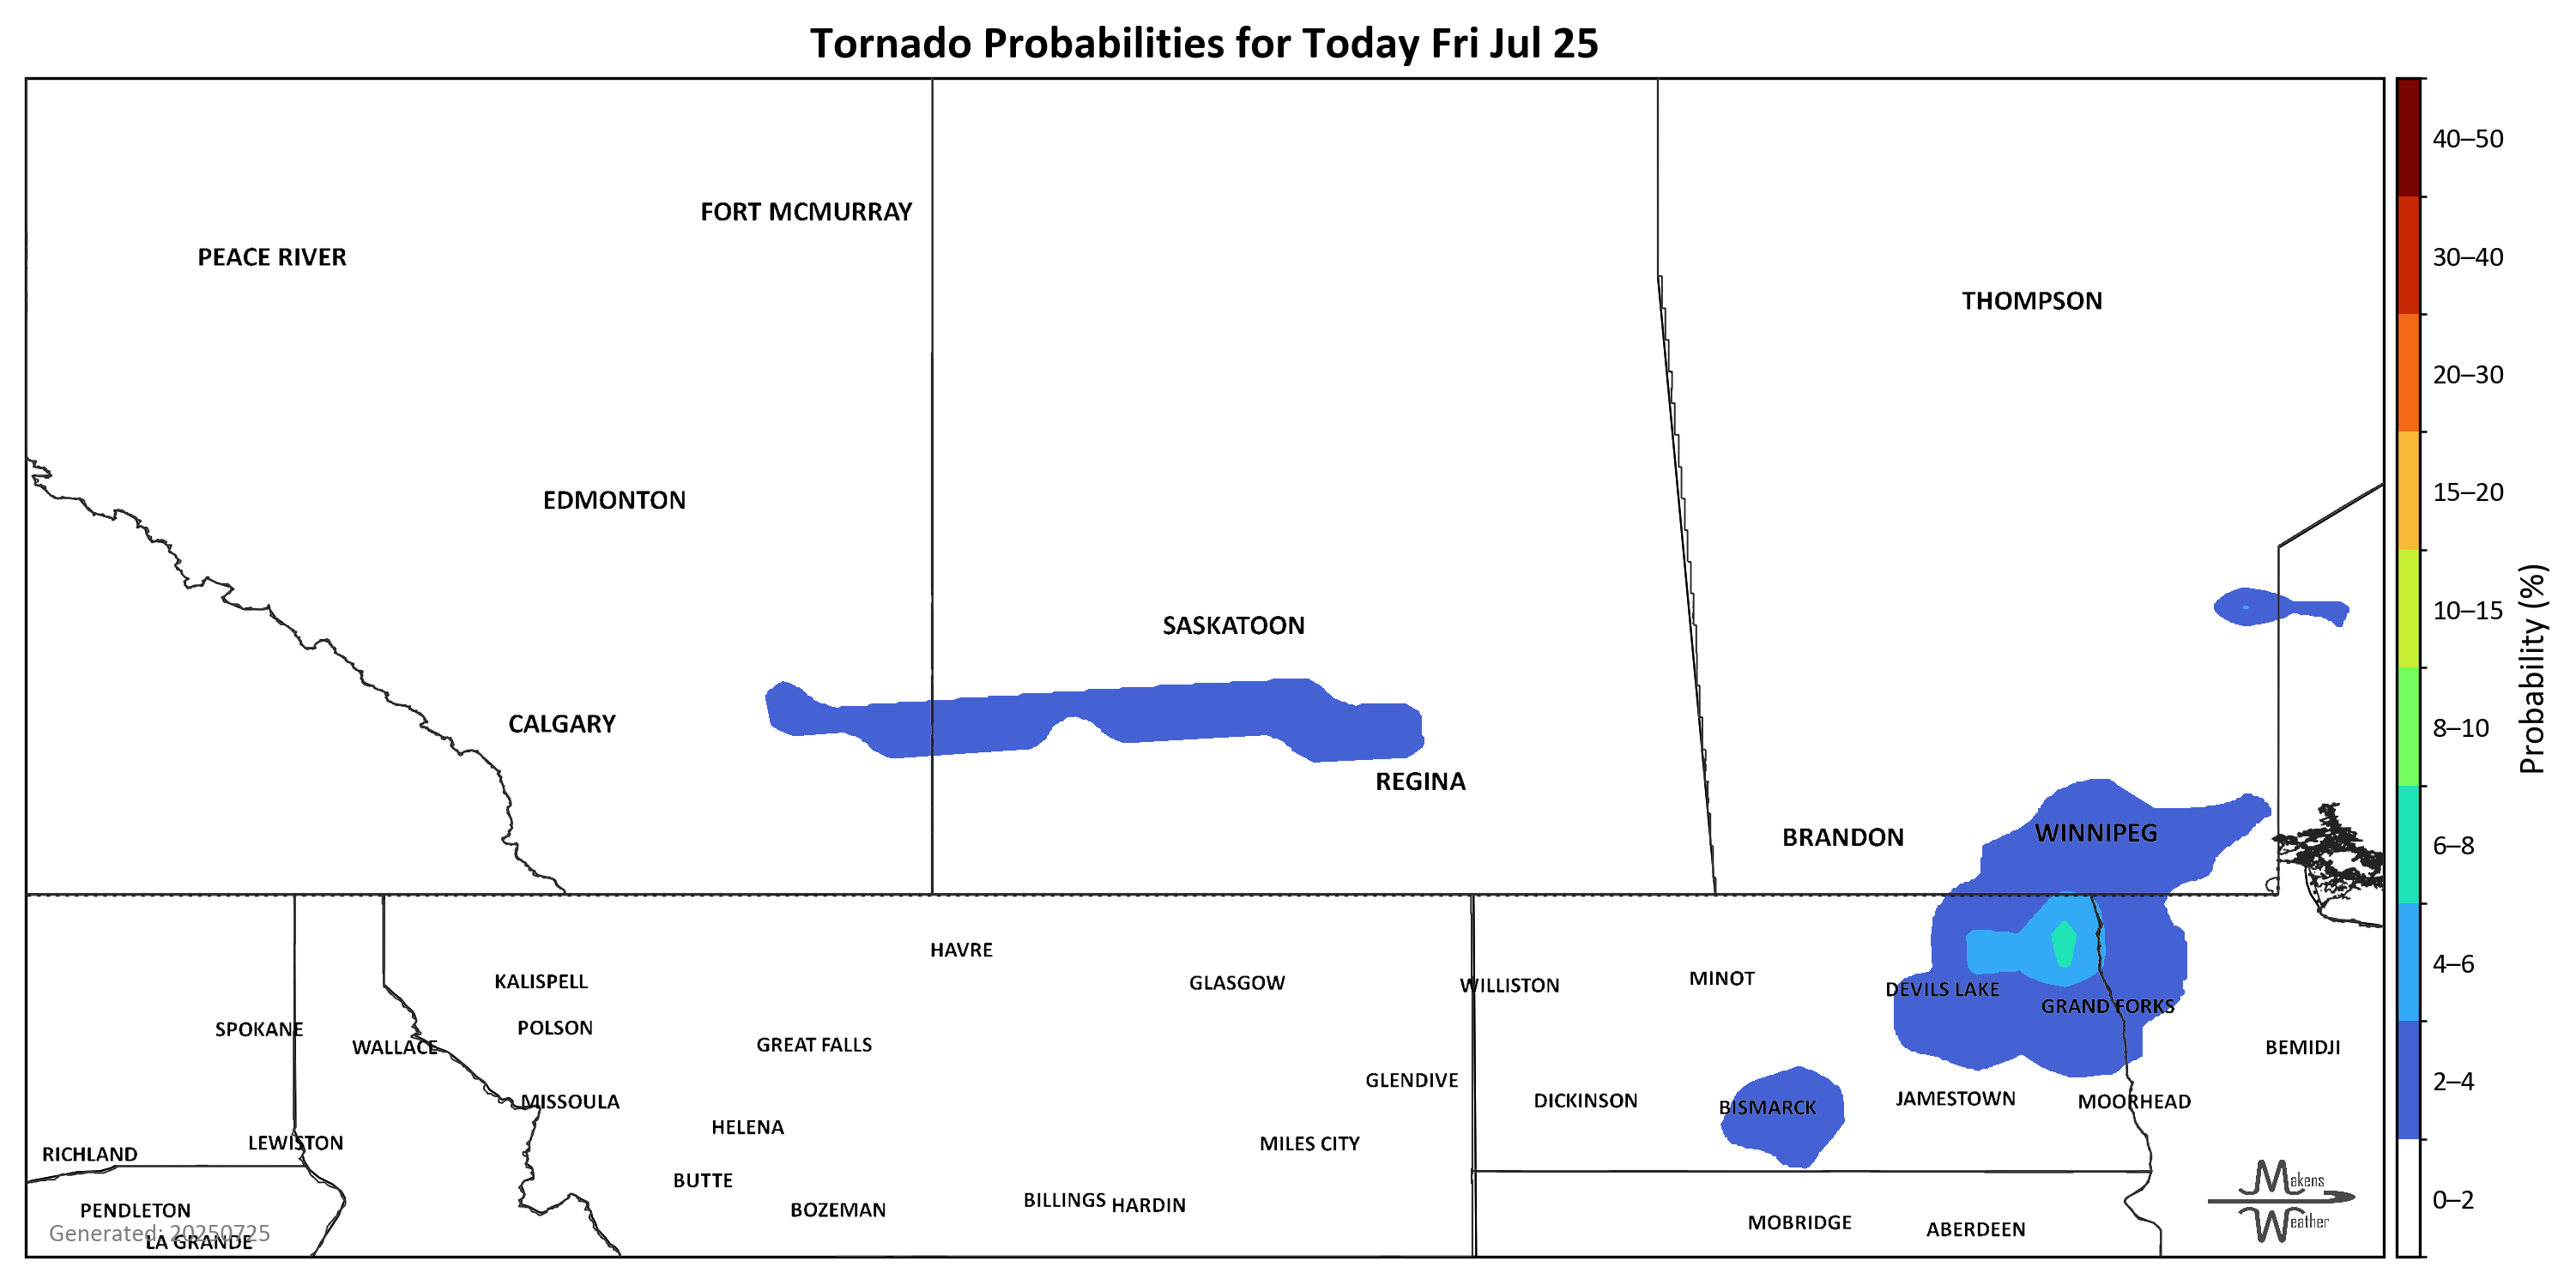 Tornado Probabilities for Today Fri Jul 25
FORT MCMURRAY
PEACE RIVER
THOMPSON
EDMONTON
SASKATOON
CALGARY
REGINA
BRANDON
WINNIPEG
HAVRE
KALISPELL
GLASGOW
WILLISTON
MINOT
DEVILS LAKE
GRAND FORKS
SPOKANE
POLSON
WALLACE
GREAT FALLS
BEMIDJI
GLENDIVE
MISSOULA
DICKINSON
BISMARCK
JAMESTOWN
MOORHEAD
HELENA
LEWISTON
MILES CITY
RICHLAND
BUTTE
BILLINGS
HARDIN
PENDLETON
BOZEMAN
MOBRIDGE
ABERDEEN
Generated: 20250725
LA GRANDE
Makens
Weather
40–50
30–40
20–30
15–20
10–15
8–10
6–8
4–6
2–4
0–2
Probability (%)